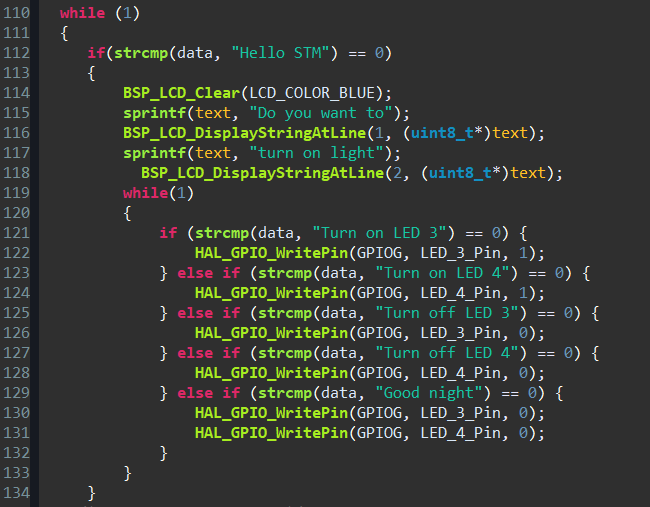 110 while (1)
111 {
112 if(strcmp(data, "Hello STM") == 0)
113 {
114 BSP_LCD_Clear(LCD_COLOR_BLUE);
115 sprintf(text, "Do you want to");
116 BSP_LCD_DisplayStringAtLine(1, (uint8_t*)text);
117 sprintf(text, "turn on light");
118 BSP_LCD_DisplayStringAtLine(2, (uint8_t*)text);
119 while(1)
120 {
121 if (strcmp(data, "Turn on LED 3") == 0) {
122 HAL_GPIO_WritePin(GPIOG, LED_3_Pin, 1);
123 } else if (strcmp(data, "Turn on LED 4") == 0) {
124 HAL_GPIO_WritePin(GPIOG, LED_4_Pin, 1);
125 } else if (strcmp(data, "Turn off LED 3") == 0) {
126 HAL_GPIO_WritePin(GPIOG, LED_3_Pin, 0);
127 } else if (strcmp(data, "Turn off LED 4") == 0) {
128 HAL_GPIO_WritePin(GPIOG, LED_4_Pin, 0);
129 } else if (strcmp(data, "Good night") == 0) {
130 HAL_GPIO_WritePin(GPIOG, LED_3_Pin, 0);
131 HAL_GPIO_WritePin(GPIOG, LED_4_Pin, 0);
132 }
133 }
134 }